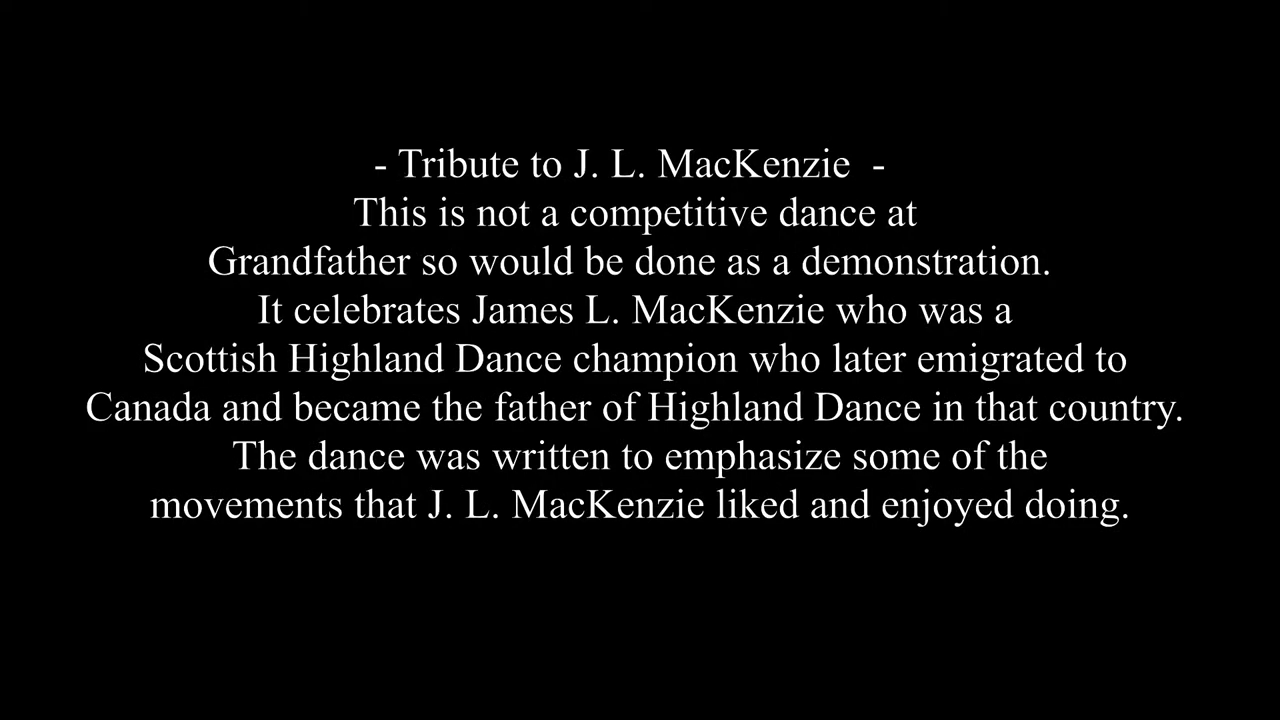 - Tribute to J. L. MacKenzie  -
This is not a competitive dance at
Grandfather so would be done as a demonstration.
It celebrates James L. MacKenzie who was a
Scottish Highland Dance champion who later emigrated to
Canada and became the father of Highland Dance in that country.
The dance was written to emphasize some of the
movements that J. L. MacKenzie liked and enjoyed doing.